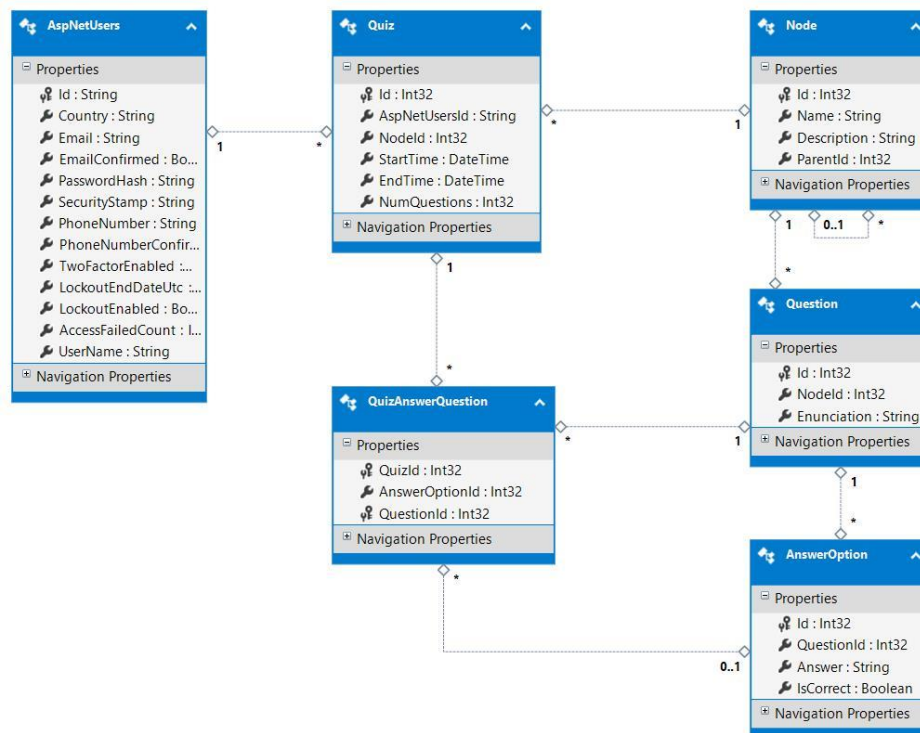 AspNetUsers
Properties
Id : String
Country : String
Email : String
EmailConfirmed : Bo...
PasswordHash : String
SecurityStamp : String
PhoneNumber : String
PhoneNumberConfir...
TwoFactorEnabled :...
LockoutEndDateUtc :...
LockoutEnabled : Bo...
AccessFailedCount : I...
UserName : String
Navigation Properties
1
*
Quiz
Properties
Id : Int32
AspNetUsersId : String
NodeId : Int32
StartTime : DateTime
EndTime : DateTime
NumQuestions : Int32
Navigation Properties
*
1
Node
Properties
Id : Int32
Name : String
Description : String
ParentId : Int32
Navigation Properties
1
0..1
*
1
*
*
Question
Properties
Id : Int32
NodeId : Int32
Enunciation : String
Navigation Properties
QuizAnswerQuestion
Properties
QuizId : Int32
AnswerOptionId : Int32
QuestionId : Int32
Navigation Properties
*
1
1
*
AnswerOption
Properties
Id : Int32
QuestionId : Int32
Answer : String
IsCorrect : Boolean
Navigation Properties
*
0..1